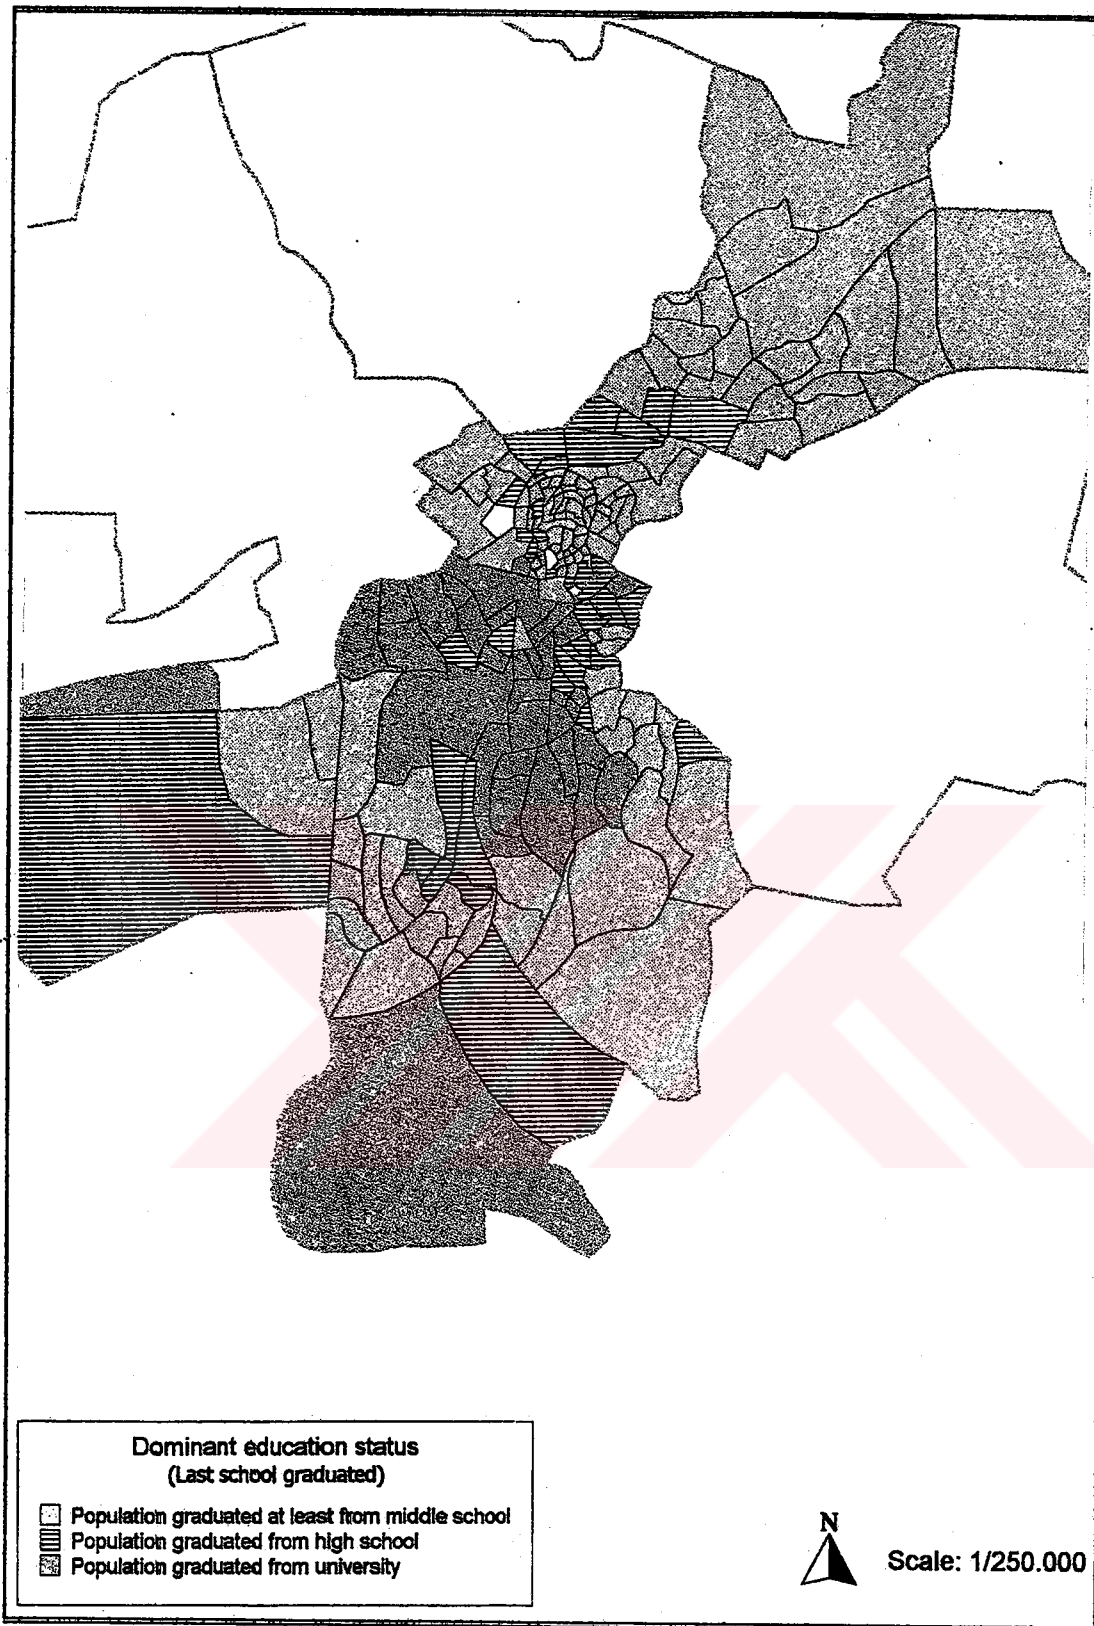 Dominant education status
(Last school graduated)
Population graduated at least from middle school
Population graduated from high school
Population graduated from university
N
Scale: 1/250.000